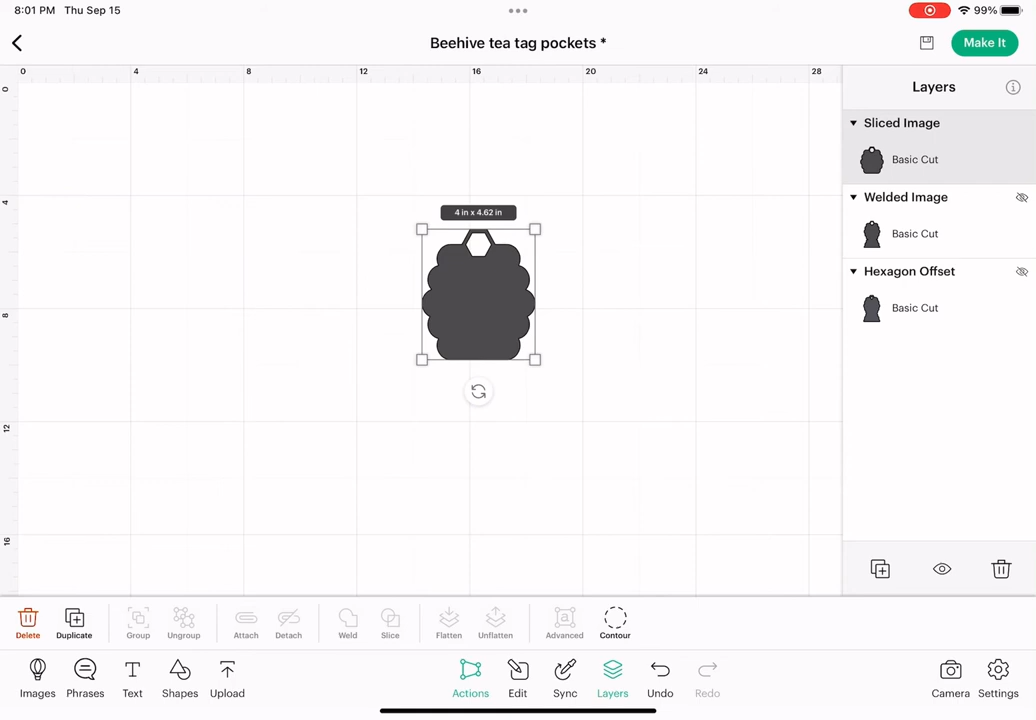 8:01 PM Thu Sep 15
99%
Beehive tea tag pockets *
Make It
0 4 8 12 16 20 24 28
Layers
0
Sliced Image
Basic Cut
Welded Image
4
4 in x 4.62 in
Basic Cut
Hexagon Offset
Basic Cut
8
12
16
Delete Duplicate Group Ungroup Attach Detach Weld Slice Flatten Unflatten Advanced Contour
Images Phrases Text Shapes Upload Actions Edit Sync Layers Undo Redo Camera Settings